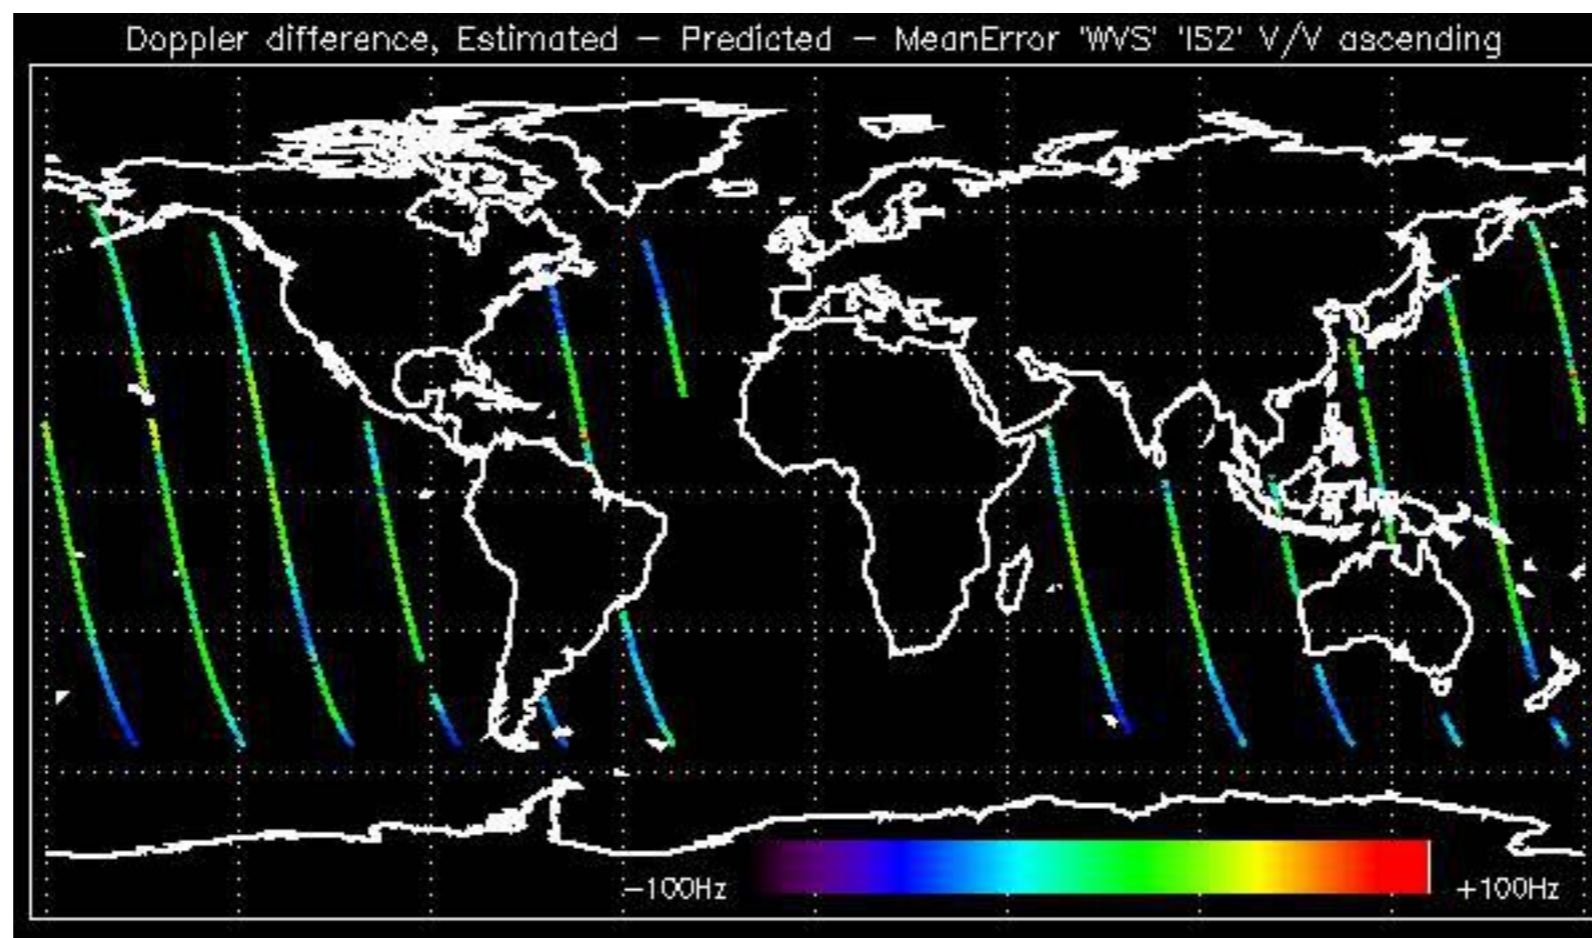 Doppler difference, Estimated – Predicted – MeanError 'WVS' 'IS2' V/V ascending
−100Hz +100Hz